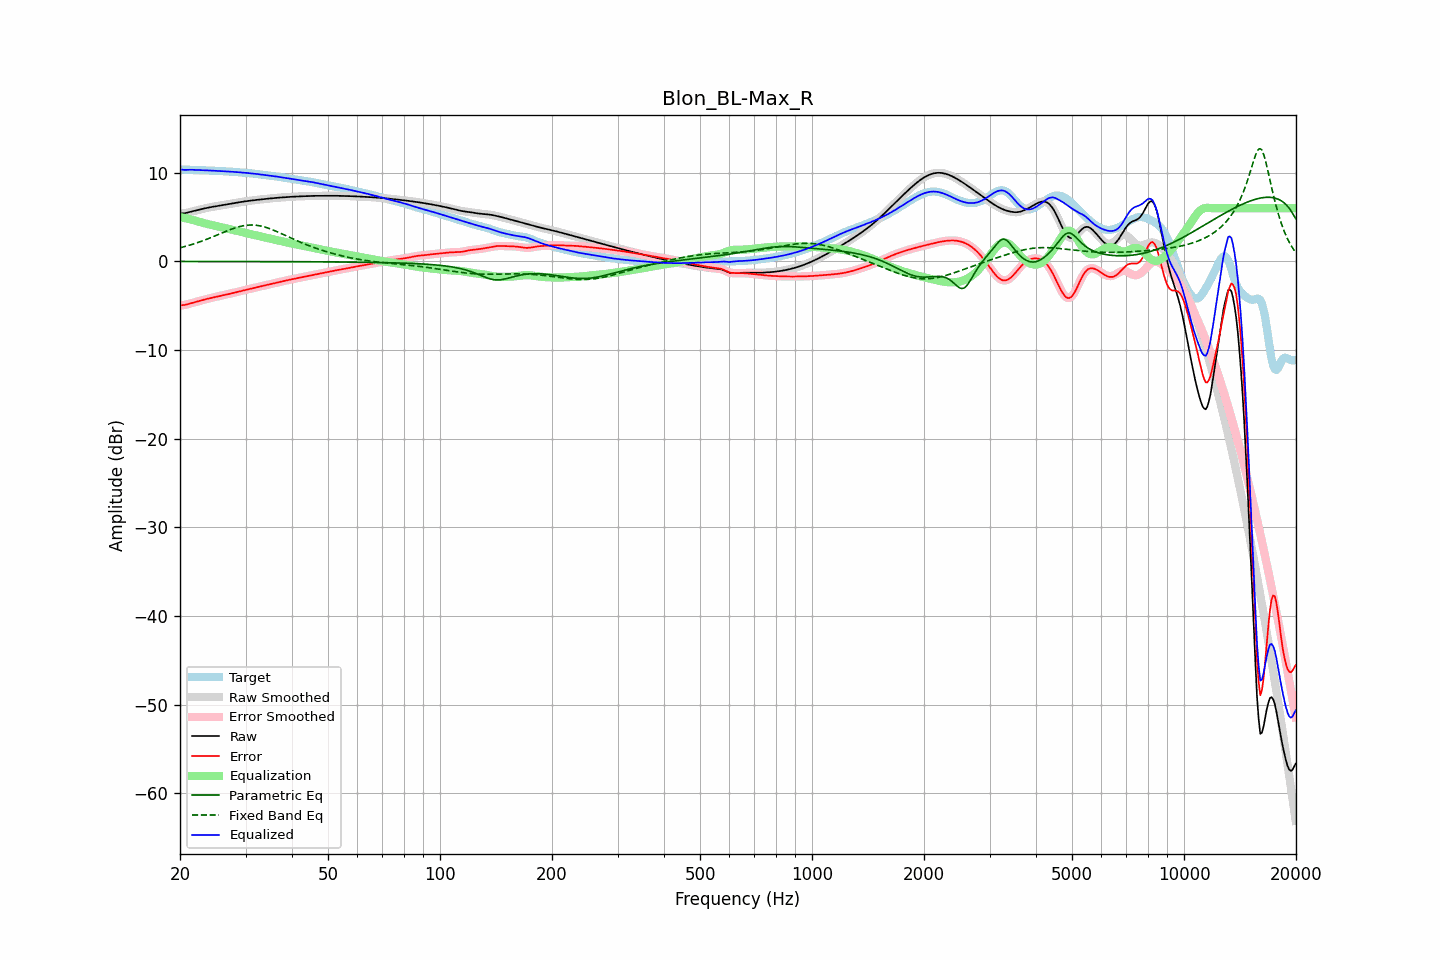 Blon_BL-Max_R
10
0
−10
−20
−30
−40
−50
−60
Amplitude (dBr)
Target
Raw Smoothed
Error Smoothed
Raw
Error
Equalization
Parametric Eq
Fixed Band Eq
Equalized
20 50 100 200 500 1000 2000 5000 10000 20000
Frequency (Hz)